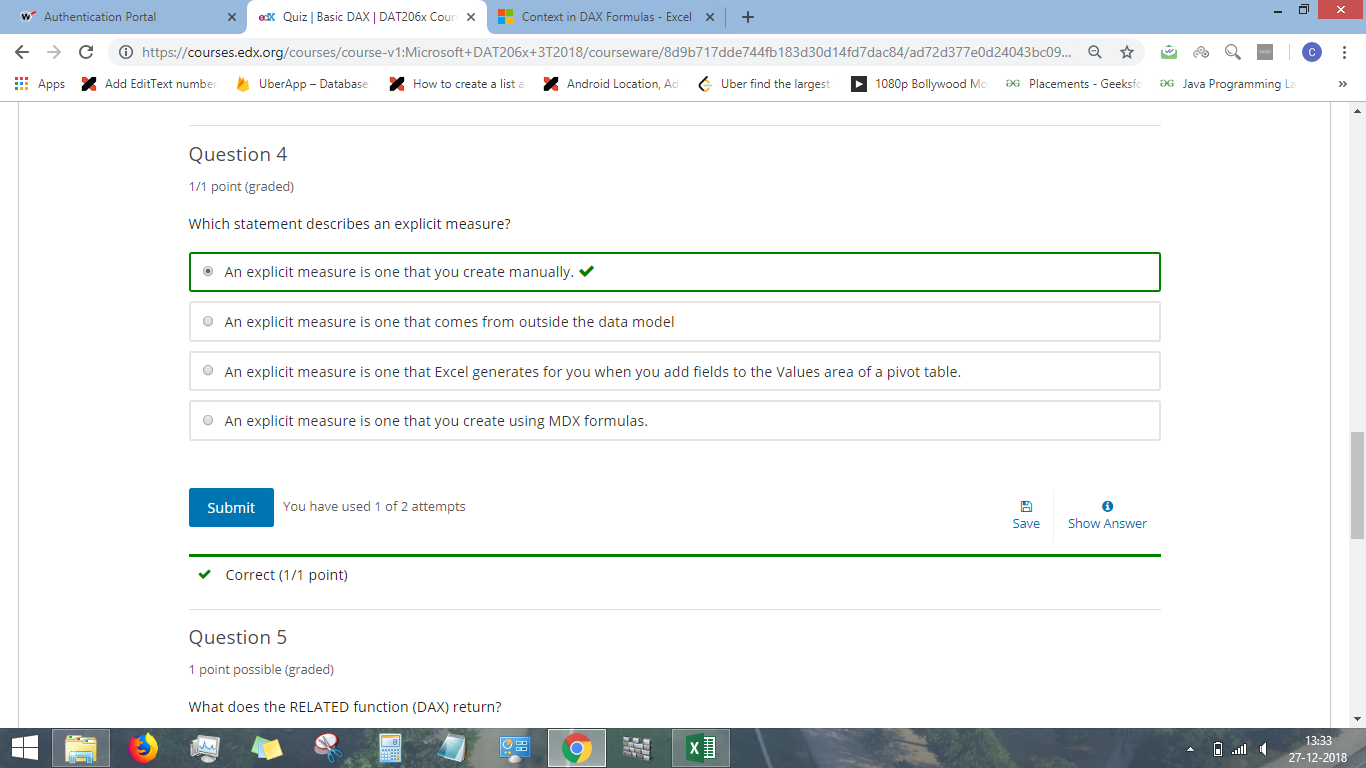 Authentication Portal
edX Quiz | Basic DAX | DAT206x Cour
Context in DAX Formulas - Excel
https://courses.edx.org/courses/course-v1:Microsoft+DAT206x+3T2018/courseware/8d9b717dde744fb183d30d14fd7dac84/ad72d377e0d24043bc09...
C
Apps
Add EditText number
UberApp – Database
How to create a list a
Android Location, Ad
Uber find the largest
1080p Bollywood Mo
Placements - Geeksfo
Java Programming La
»
Question 4
1/1 point (graded)
Which statement describes an explicit measure?
An explicit measure is one that you create manually.
An explicit measure is one that comes from outside the data model
An explicit measure is one that Excel generates for you when you add fields to the Values area of a pivot table.
An explicit measure is one that you create using MDX formulas.
Submit
You have used 1 of 2 attempts
Save
Show Answer
Correct (1/1 point)
Question 5
1 point possible (graded)
What does the RELATED function (DAX) return?
13:33
27-12-2018